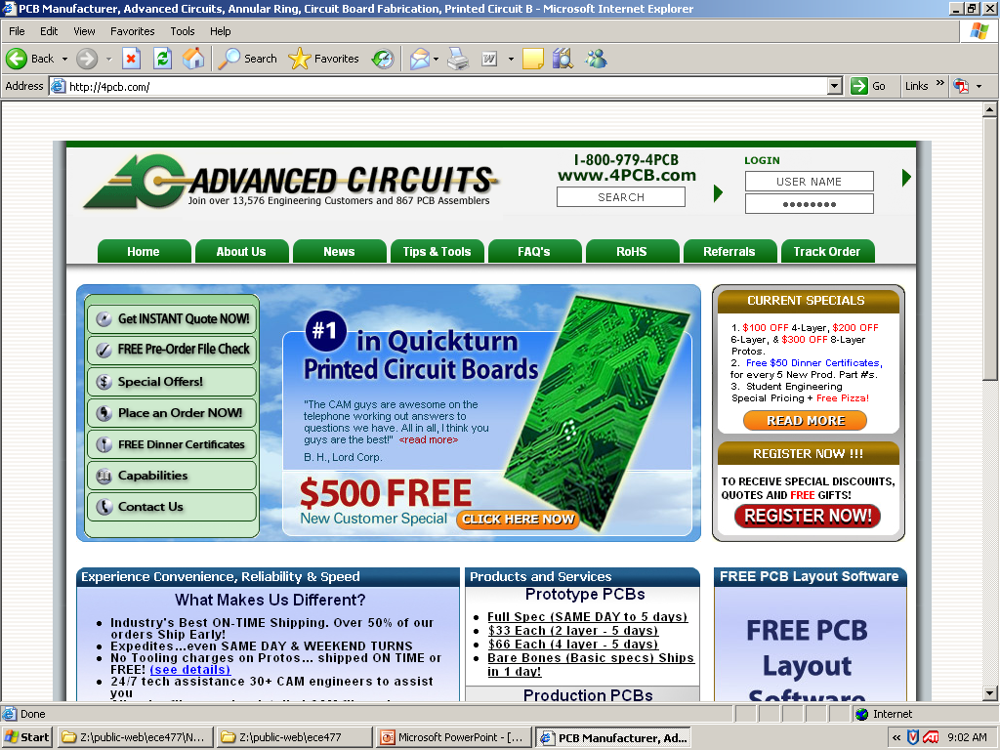 PCB Manufacturer, Advanced Circuits, Annular Ring, Circuit Board Fabrication, Printed Circuit B - Microsoft Internet Explorer
File Edit View Favorites Tools Help
Back Search Favorites
Address http://4pcb.com/ Go Links »
4C ADVANCED CIRCUITS
Join over 13,576 Engineering Customers and 867 PCB Assemblers
1-800-979-4PCB
www.4PCB.com
SEARCH
LOGIN
USER NAME
••••••••
Home About Us News Tips & Tools FAQ's RoHS Referrals Track Order
Get INSTANT Quote NOW!
FREE Pre-Order File Check
Special Offers!
Place an Order NOW!
FREE Dinner Certificates
Capabilities
Contact Us
#1 in Quickturn
Printed Circuit Boards
"The CAM guys are awesome on the
telephone working out answers to
questions we have. All in all, I think you
guys are the best!" <read more>
B. H., Lord Corp.
$500 FREE
New Customer Special CLICK HERE NOW
CURRENT SPECIALS
1. $100 OFF 4-Layer, $200 OFF
6-Layer, & $300 OFF 8-Layer
Protos.
2. Free $50 Dinner Certificates,
for every 5 New Prod. Part #'s.
3. Student Engineering
Special Pricing + Free Pizza!
READ MORE
REGISTER NOW !!!
TO RECEIVE SPECIAL DISCOUNTS,
QUOTES AND FREE GIFTS!
REGISTER NOW!
Experience Convenience, Reliability & Speed
What Makes Us Different?
• Industry's Best ON-TIME Shipping. Over 50% of our
orders Ship Early!
• Expedites...even SAME DAY & WEEKEND TURNS
• No Tooling charges on Protos... shipped ON TIME or
FREE! (see details)
• 24/7 tech assistance 30+ CAM engineers to assist
you
Products and Services
Prototype PCBs
• Full Spec (SAME DAY to 5 days)
• $33 Each (2 layer - 5 days)
• $66 Each (4 layer - 5 days)
• Bare Bones (Basic specs) Ships
in 1 day!
Production PCBs
FREE PCB Layout Software
FREE PCB
Layout
Software
Done Internet
Start Z:\public-web\ece477\N... Z:\public-web\ece477 Microsoft PowerPoint - [... PCB Manufacturer, Ad... « 9:02 AM